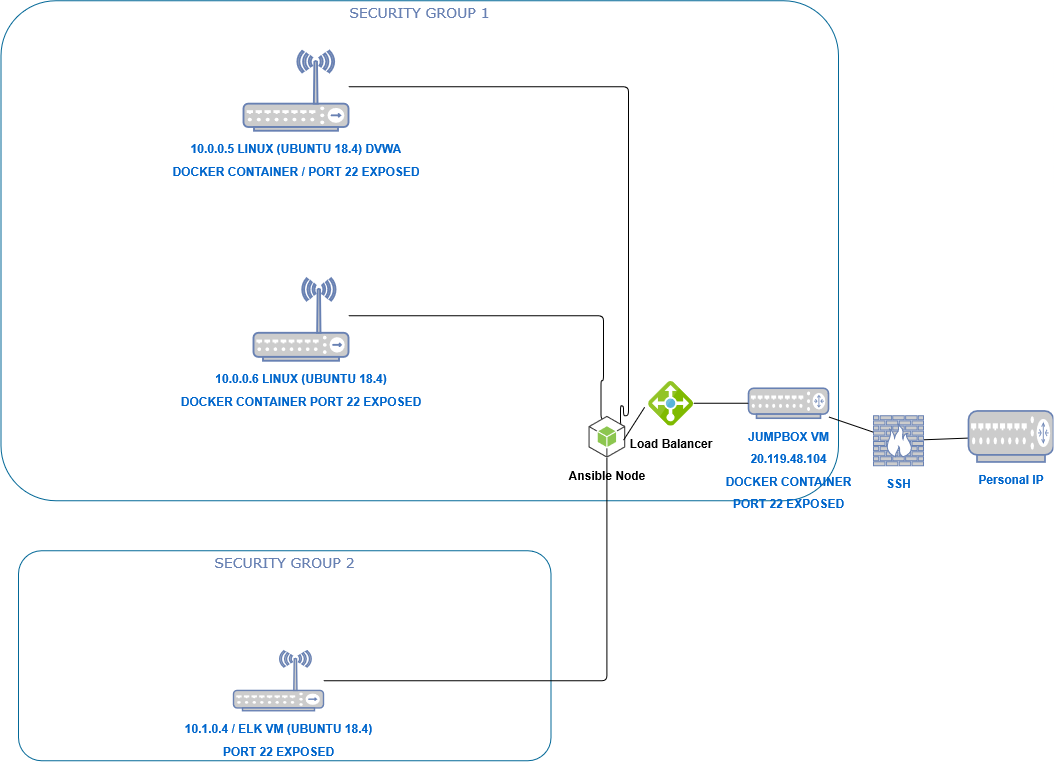 SECURITY GROUP 1
10.0.0.5 LINUX (UBUNTU 18.4) DVWA
DOCKER CONTAINER / PORT 22 EXPOSED
10.0.0.6 LINUX (UBUNTU 18.4)
DOCKER CONTAINER PORT 22 EXPOSED
Load Balancer
Ansible Node
JUMPBOX VM
20.119.48.104
DOCKER CONTAINER
PORT 22 EXPOSED
SSH
Personal IP
SECURITY GROUP 2
10.1.0.4 / ELK VM (UBUNTU 18.4)
PORT 22 EXPOSED